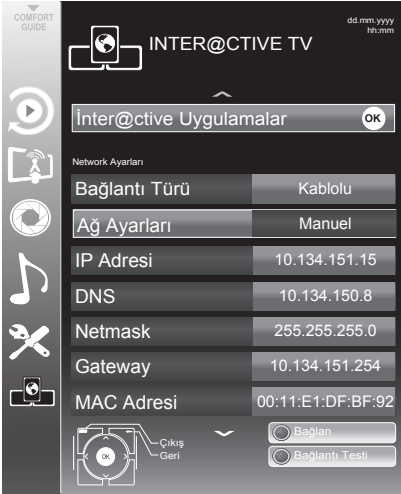 COMFORT
GUIDE
INTER@CTIVE TV
dd.mm.yyyy
hh:mm
İnter@ctive Uygulamalar OK
Network Ayarları
Bağlantı Türü Kablolu
Ağ Ayarları Manuel
IP Adresi 10.134.151.15
DNS 10.134.150.8
Netmask 255.255.255.0
Gateway 10.134.151.254
MAC Adresi 00:11:E1:DF:BF:92
OK
Çıkış
Geri
Bağlan
Bağlantı Testi